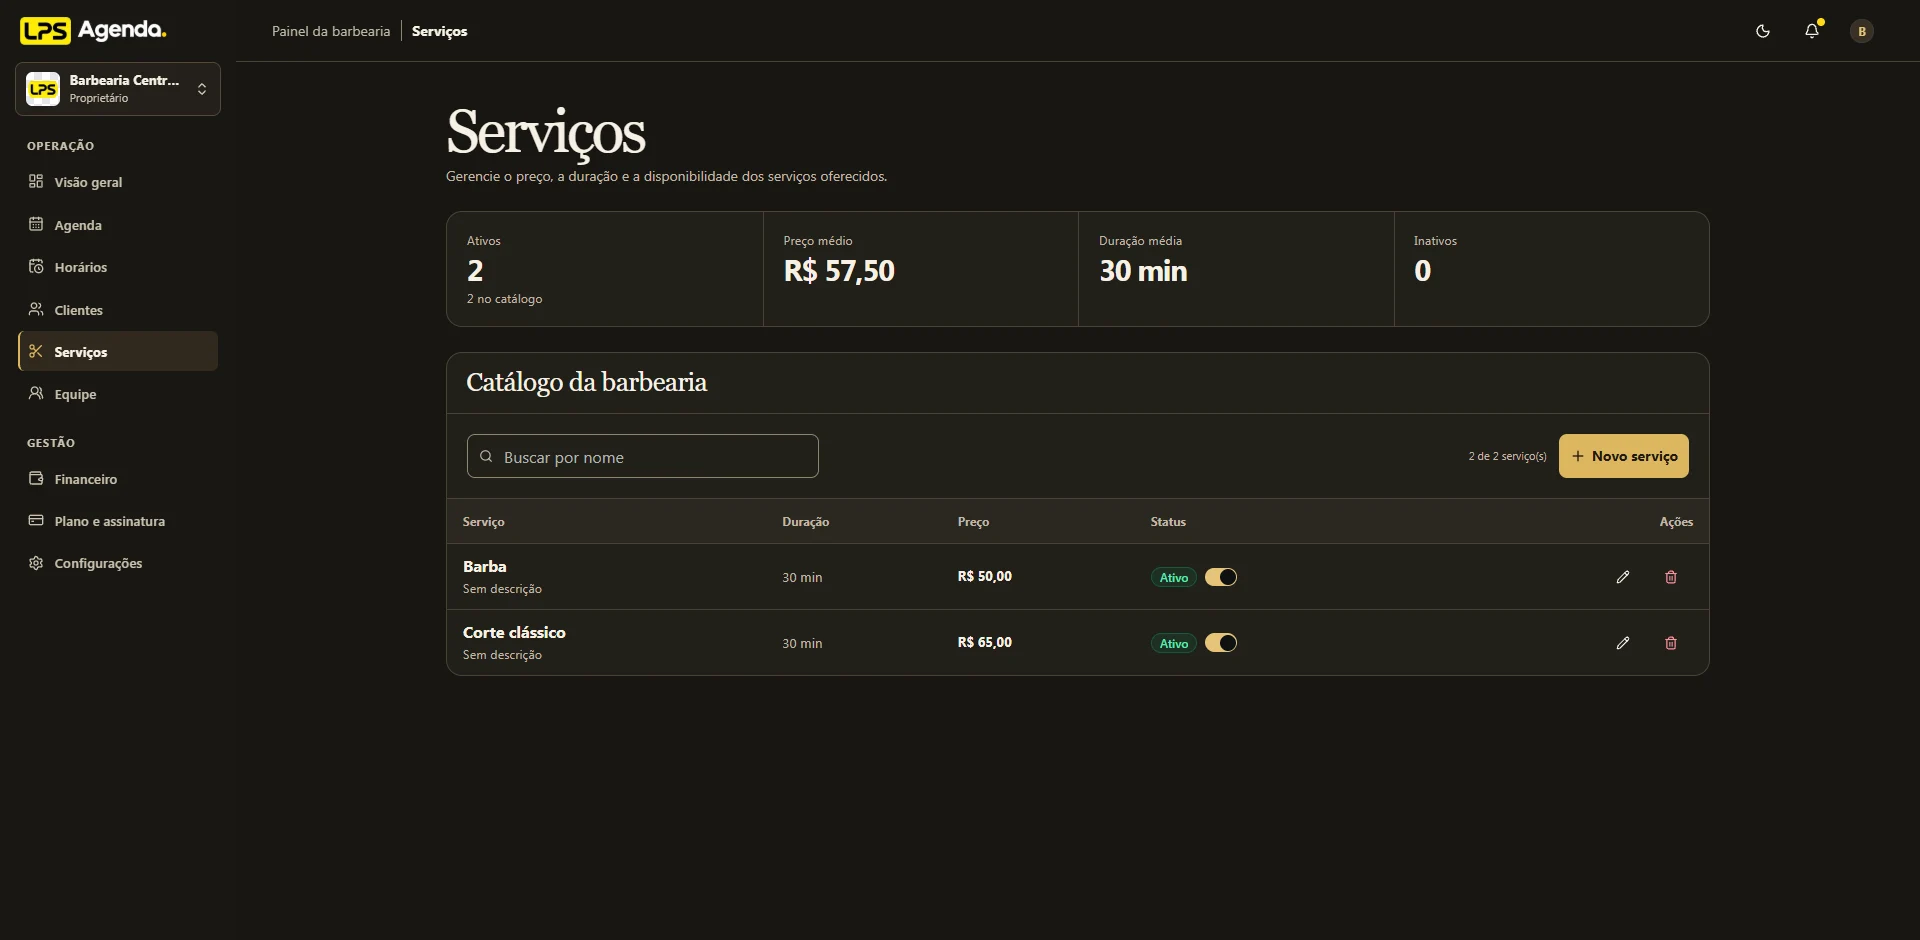 LPS Agenda.
LPS
Barbearia Centr...
Proprietário
OPERAÇÃO
Visão geral
Agenda
Horários
Clientes
Serviços
Equipe
GESTÃO
Financeiro
Plano e assinatura
Configurações
Painel da barbearia
Serviços
B
Serviços
Gerencie o preço, a duração e a disponibilidade dos serviços oferecidos.
Ativos
2
2 no catálogo
Preço médio
R$ 57,50
Duração média
30 min
Inativos
0
Catálogo da barbearia
Buscar por nome
2 de 2 serviço(s)
Novo serviço
Serviço Duração Preço Status Ações
Barba
Sem descrição
30 min R$ 50,00 Ativo
Corte clássico
Sem descrição
30 min R$ 65,00 Ativo